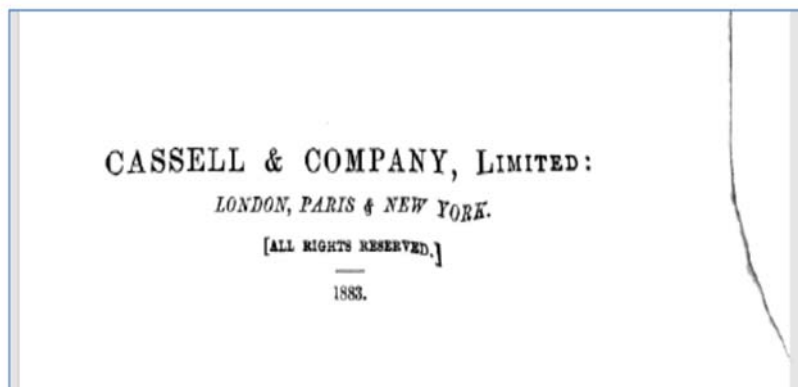 CASSELL & COMPANY, LIMITED:
LONDON, PARIS & NEW YORK.
[ALL RIGHTS RESERVED.]
1883.